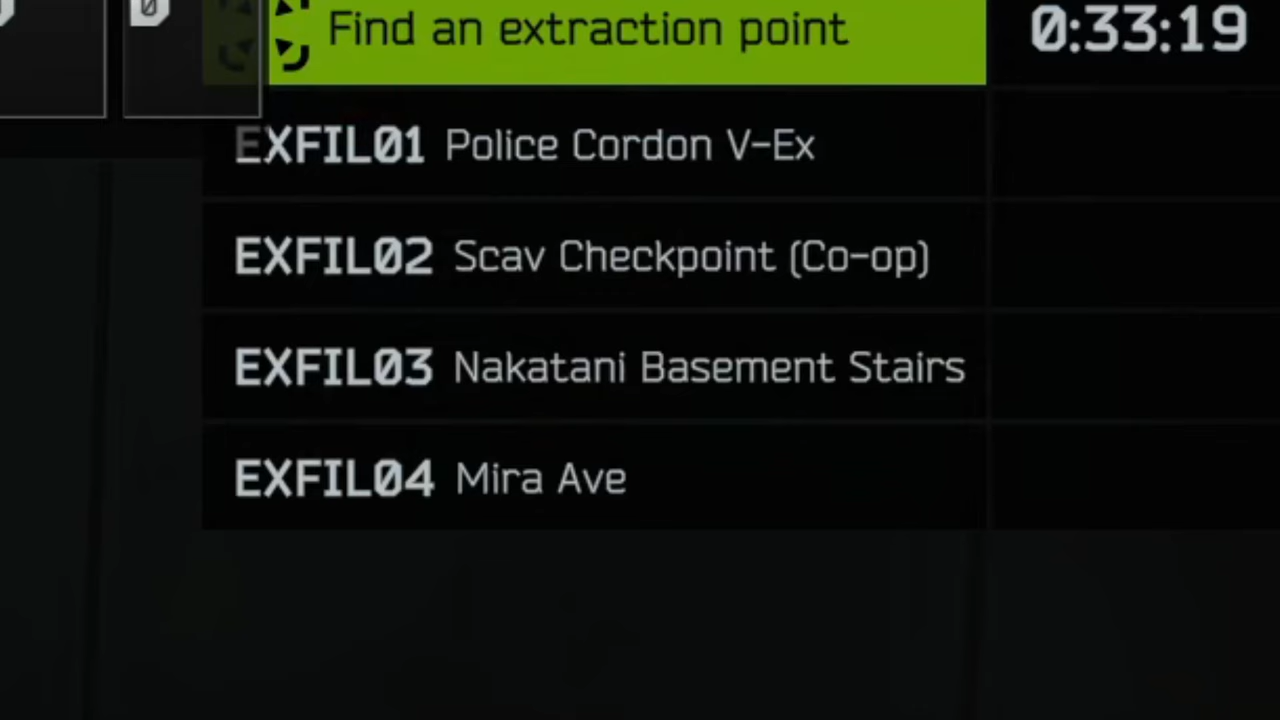 0
Find an extraction point 0:33:19
EXFIL01 Police Cordon V-Ex
EXFIL02 Scav Checkpoint (Co-op)
EXFIL03 Nakatani Basement Stairs
EXFIL04 Mira Ave